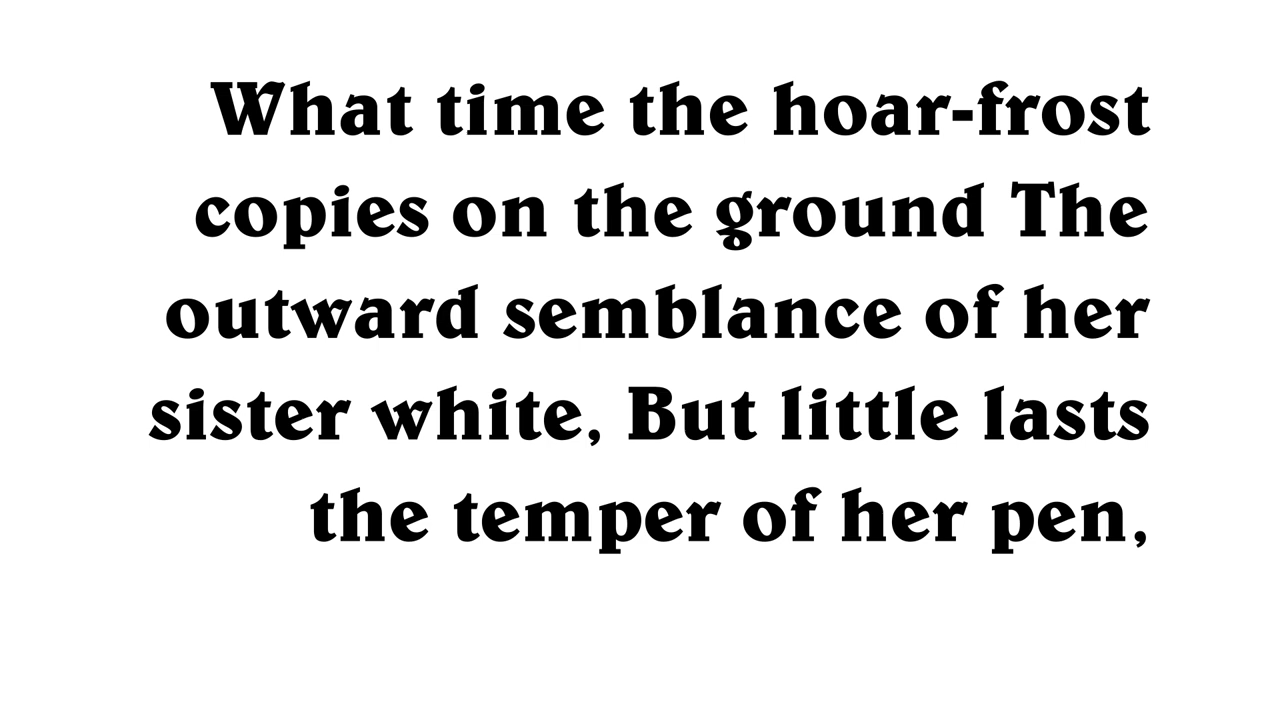 What time the hoar-frost
copies on the ground The
outward semblance of her
sister white, But little lasts
the temper of her pen,